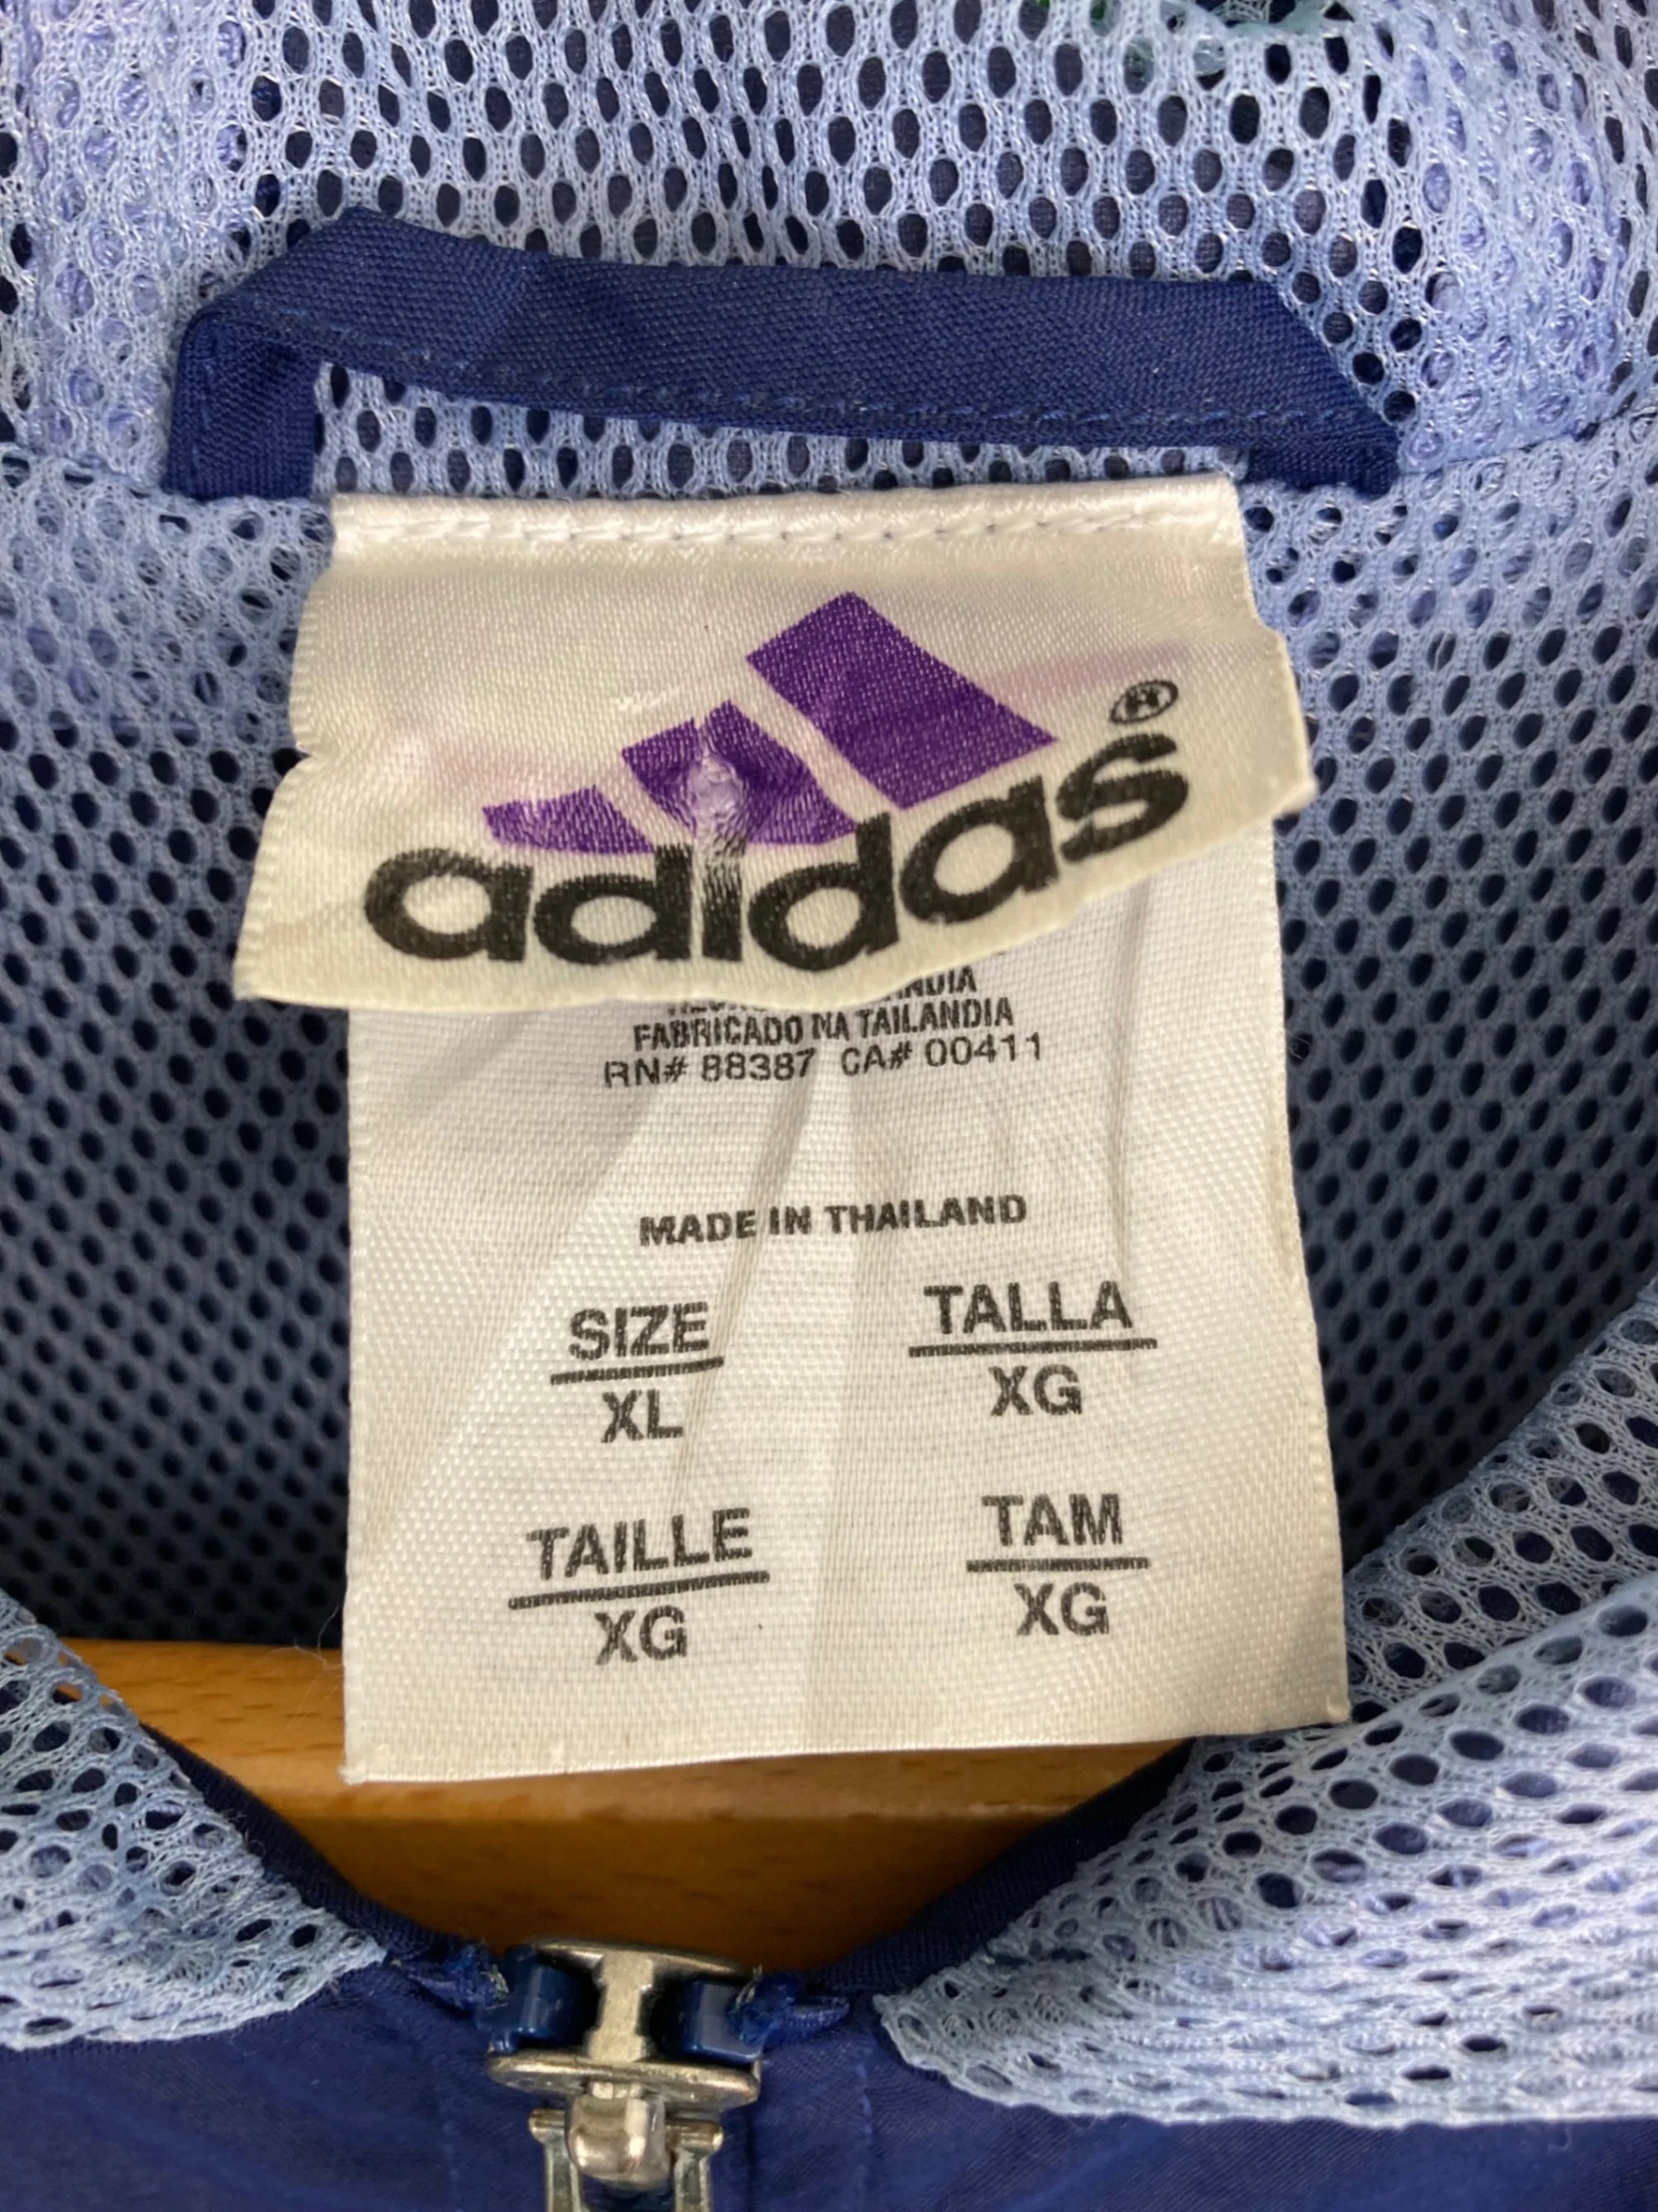 adidas®
FABRICADO NA TAILANDIA
RN# 88387 CA# 00411
MADE IN THAILAND
SIZE
XL
TALLA
XG
TAILLE
XG
TAM
XG